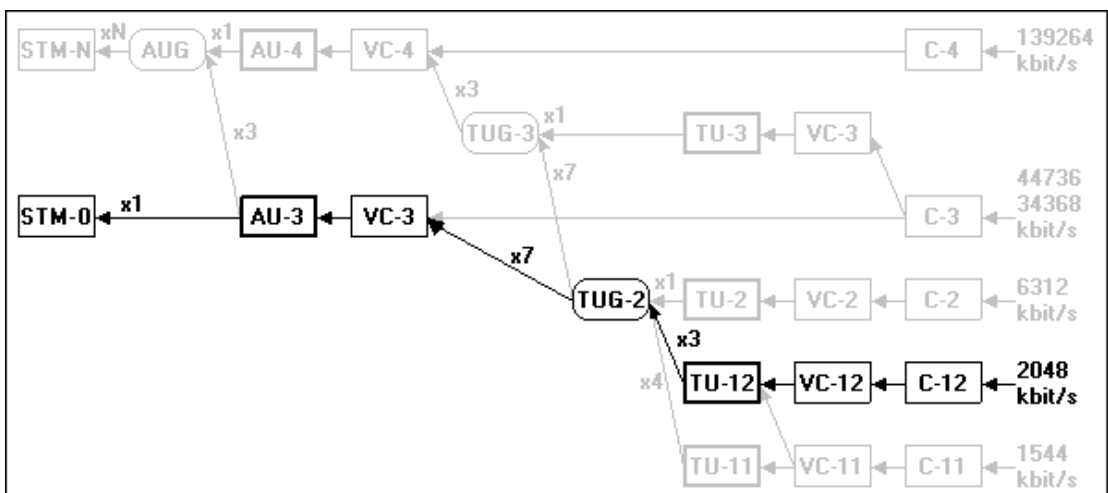 STM-N xN AUG x1 AU-4 VC-4 C-4 139264
kbit/s
x3
x3 TUG-3 x1 TU-3 VC-3
x7
44736
STM-0 x1 AU-3 VC-3 C-3 34368
kbit/s
x7
TUG-2 x1 TU-2 VC-2 C-2 6312
kbit/s
x3
x4 TU-12 VC-12 C-12 2048
kbit/s
TU-11 VC-11 C-11 1544
kbit/s